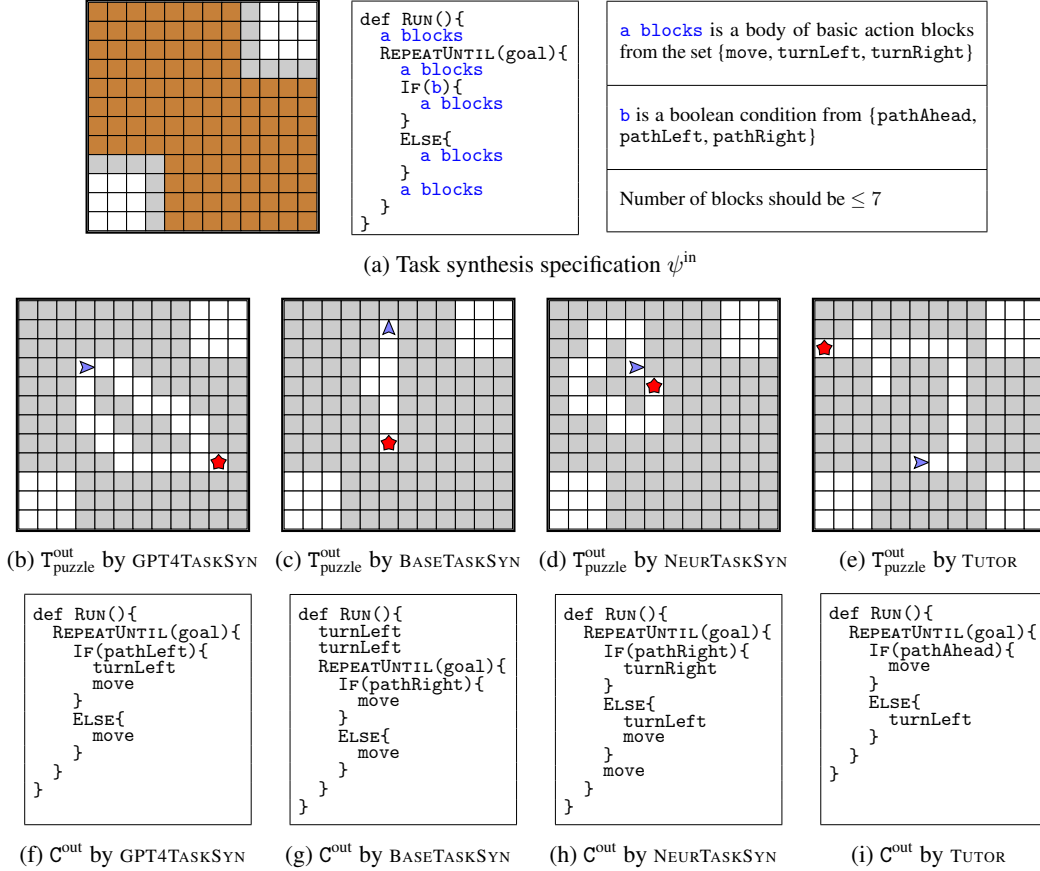 def RUN(){
a blocks
REPEATUNTIL(goal){
a blocks
IF(b){
a blocks
}
ELSE{
a blocks
}
a blocks
}
}
a blocks is a body of basic action blocks
from the set {move, turnLeft, turnRight}
b is a boolean condition from {pathAhead,
pathLeft, pathRight}
Number of blocks should be ≤ 7
(a) Task synthesis specification ψ^in
(b) T^out_puzzle by GPT4TASKSYN
(c) T^out_puzzle by BASETASKSYN
(d) T^out_puzzle by NEURTASKSYN
(e) T^out_puzzle by TUTOR
def RUN(){
REPEATUNTIL(goal){
IF(pathLeft){
turnLeft
move
}
ELSE{
move
}
}
}
def RUN(){
turnLeft
turnLeft
REPEATUNTIL(goal){
IF(pathRight){
move
}
ELSE{
move
}
}
}
def RUN(){
REPEATUNTIL(goal){
IF(pathRight){
turnRight
}
ELSE{
turnLeft
move
}
move
}
}
def RUN(){
REPEATUNTIL(goal){
IF(pathAhead){
move
}
ELSE{
turnLeft
}
}
}
(f) C^out by GPT4TASKSYN
(g) C^out by BASETASKSYN
(h) C^out by NEURTASKSYN
(i) C^out by TUTOR